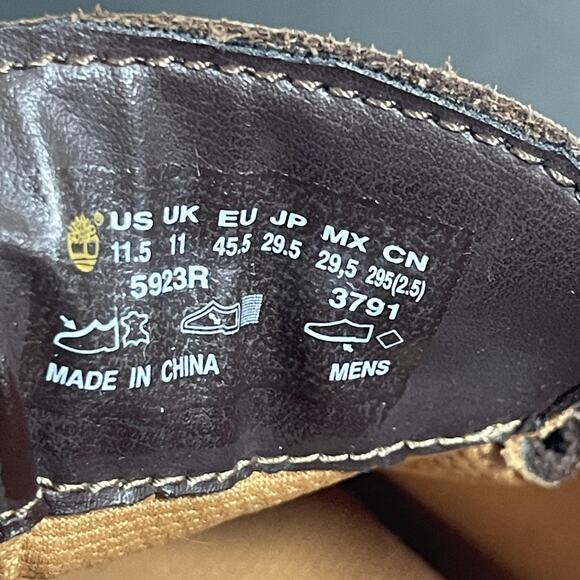 US UK EU JP MX CN
11.5 11 45.5 29.5 29,5 295(2.5)
5923R 3791
MADE IN CHINA MENS